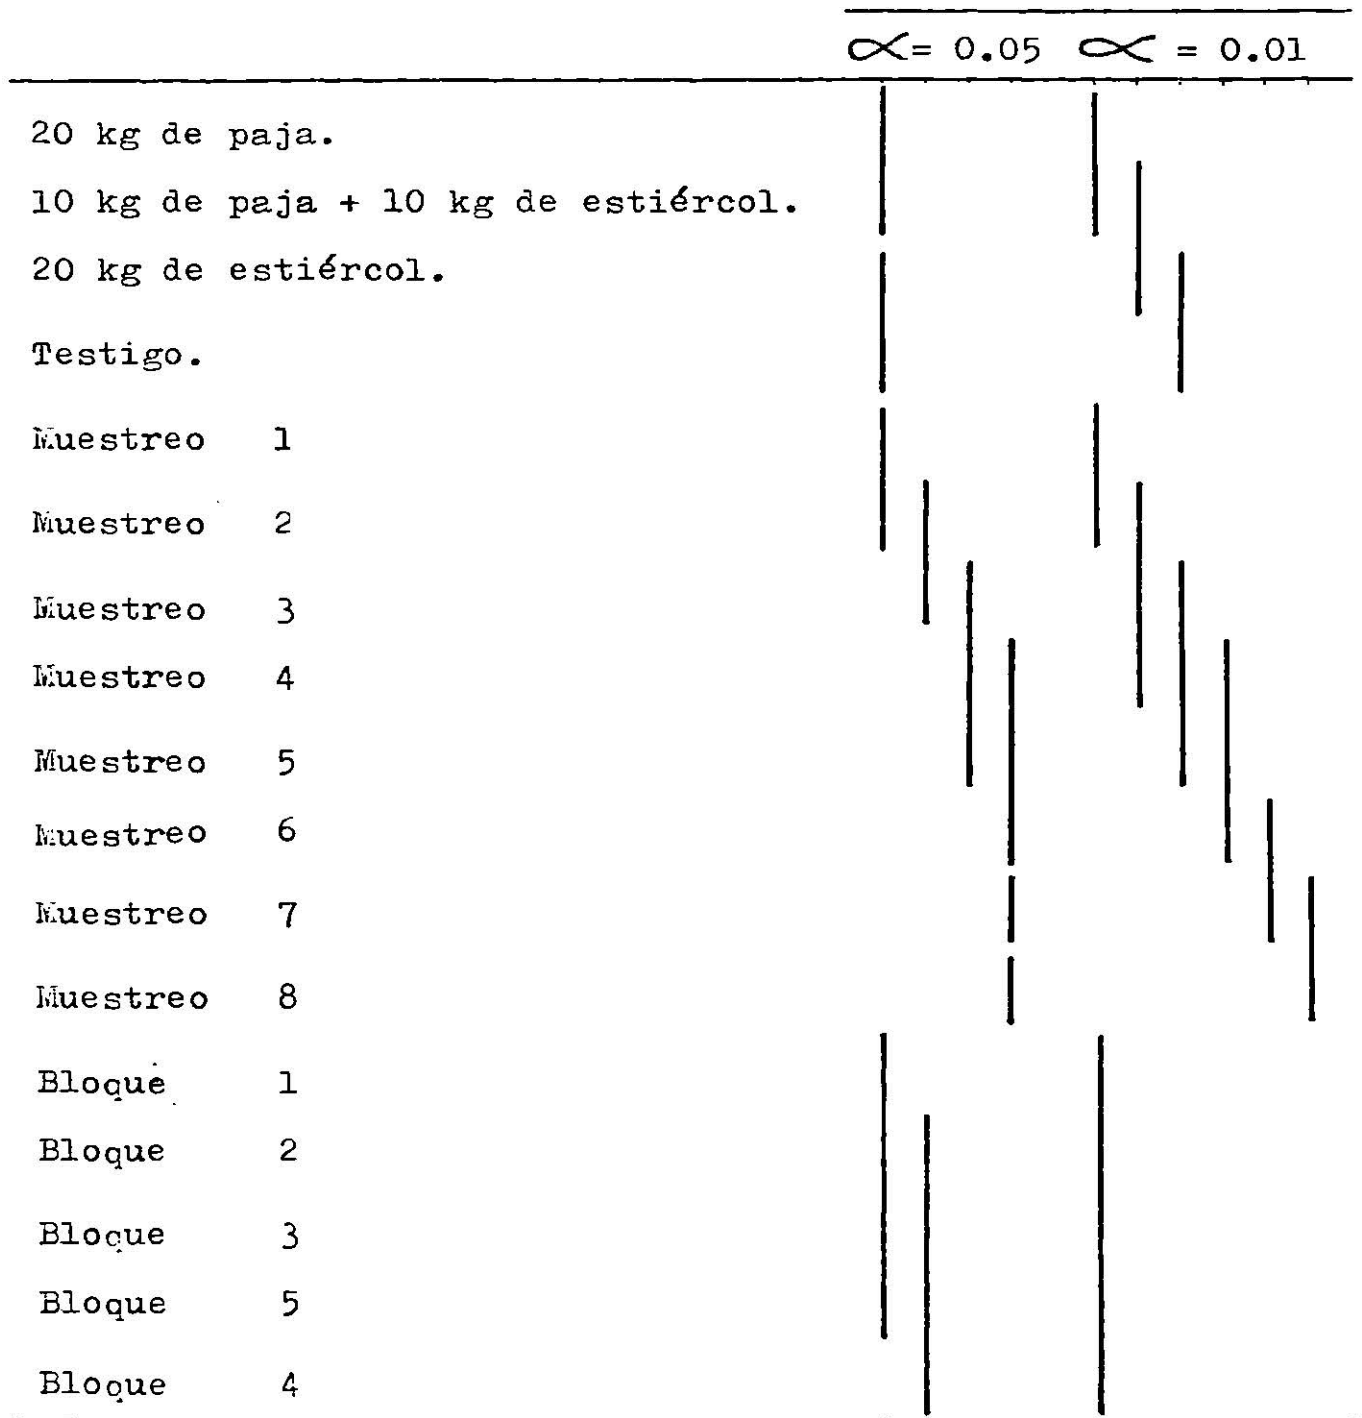 ∝= 0.05 ∝ = 0.01
20 kg de paja.
10 kg de paja + 10 kg de estiércol.
20 kg de estiércol.
Testigo.
Muestreo 1
Muestreo 2
Muestreo 3
Muestreo 4
Muestreo 5
Muestreo 6
Muestreo 7
Muestreo 8
Bloque 1
Bloque 2
Bloque 3
Bloque 5
Bloque 4